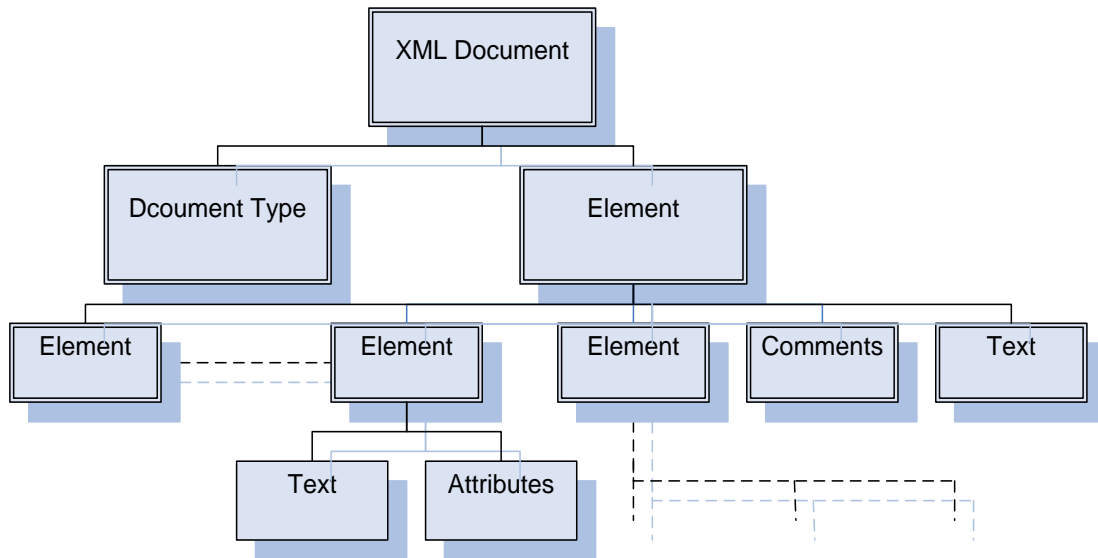 XML Document
Dcoument Type
Element
Element
Element
Element
Comments
Text
Text
Attributes